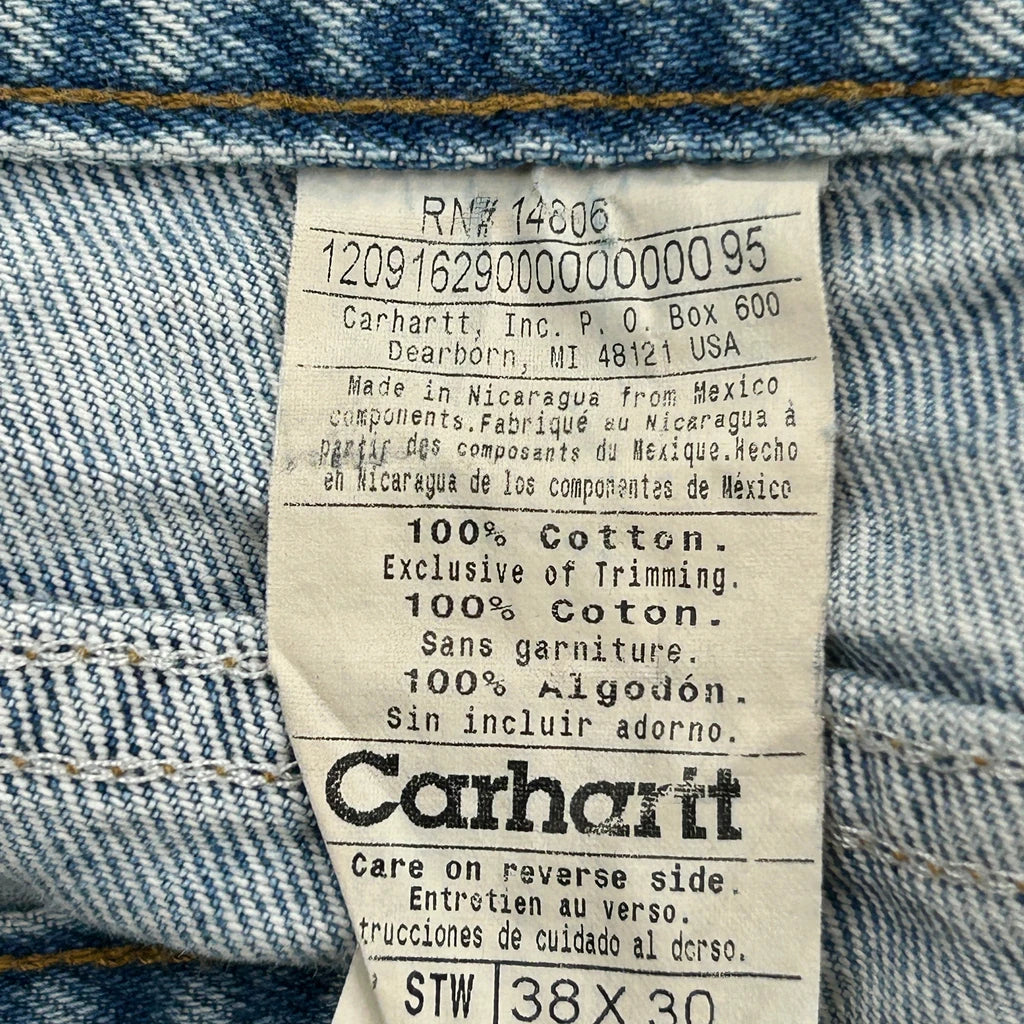 RN# 14806
12091629000000000095
Carhartt, Inc. P. O. Box 600
Dearborn, MI 48121 USA
Made in Nicaragua from Mexico
components.Fabriqué au Nicaragua à
partir des composants du Mexique.Hecho
en Nicaragua de los componentes de México
100% Cotton.
Exclusive of Trimming.
100% Coton.
Sans garniture.
100% Algodón.
Sin incluir adorno.
Carhartt
Care on reverse side.
Entretien au verso.
trucciones de cuidado al dorso.
STW 38 X 30